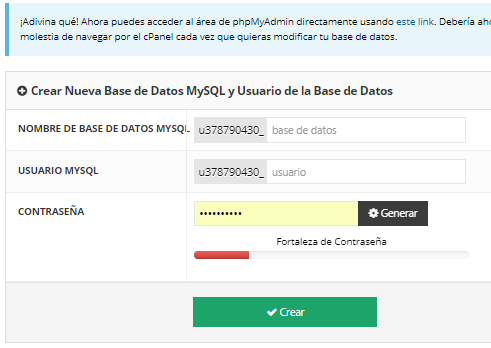 ¡Adivina qué! Ahora puedes acceder al área de phpMyAdmin directamente usando este link. Debería
molestia de navegar por el cPanel cada vez que quieras modificar tu base de datos.
Crear Nueva Base de Datos MySQL y Usuario de la Base de Datos
NOMBRE DE BASE DE DATOS MYSQL u378790430_ base de datos
USUARIO MYSQL u378790430_ usuario
CONTRASEÑA •••••••••• Generar
Fortaleza de Contraseña
Crear